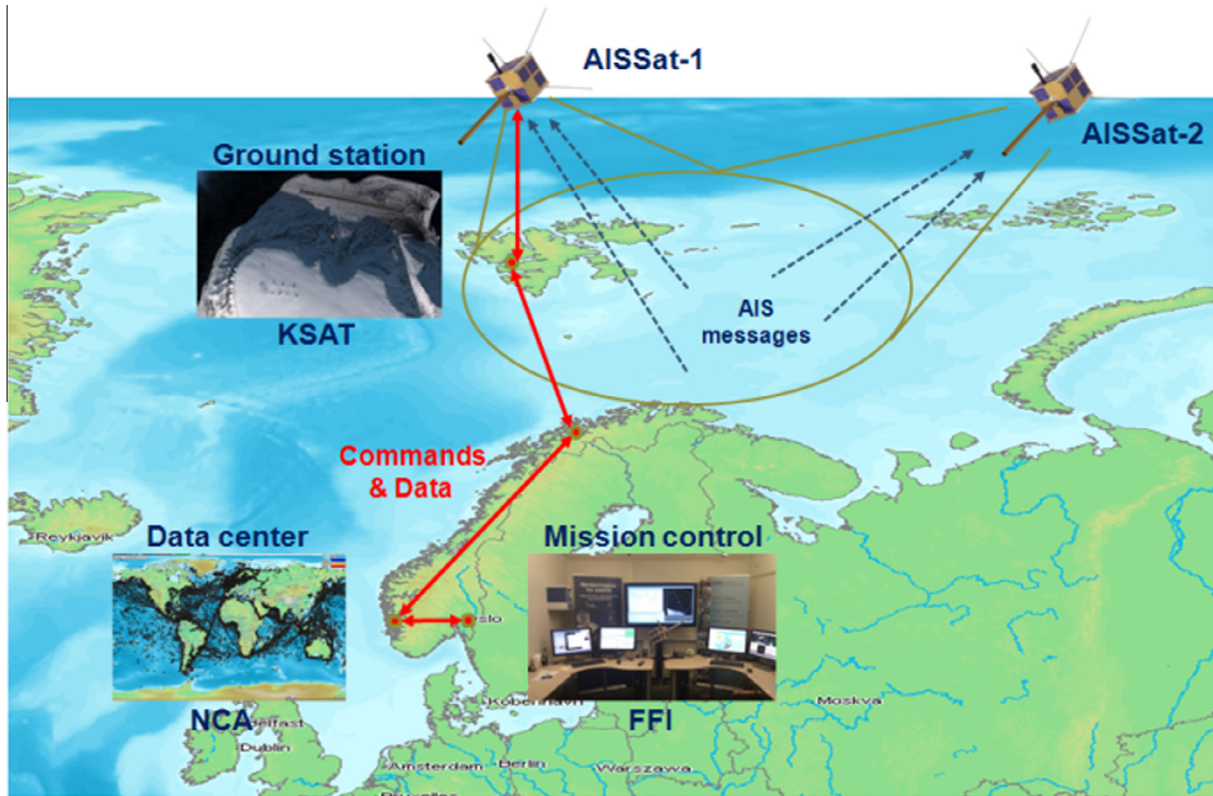 AISSat-1
AISSat-2
Ground station
KSAT
AIS
messages
Commands
& Data
Reykjavik
Data center
Mission control
slo
NCA
FFI
København
Moskva
Belfast
Dublin
Amsterdam
Berlin
Warszawa